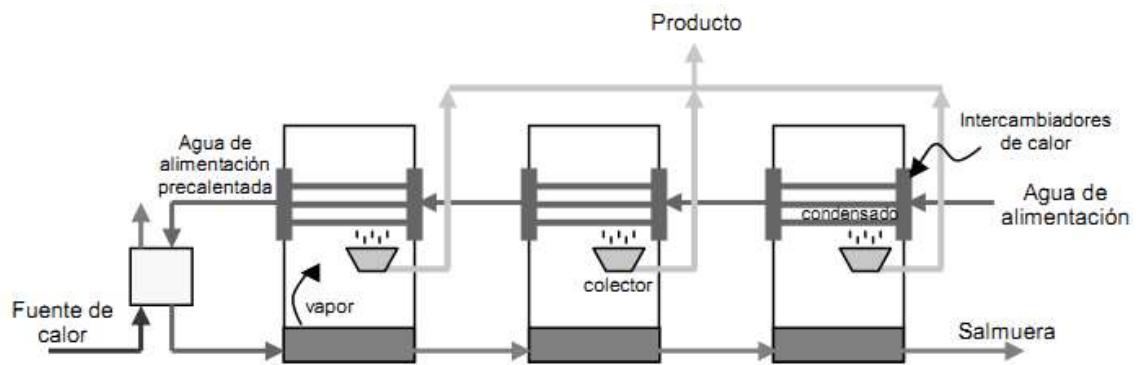 Producto
Agua de
alimentación
precalentada
Intercambiadores
de calor
condensado
Agua de
alimentación
colector
vapor
Fuente de
calor
Salmuera